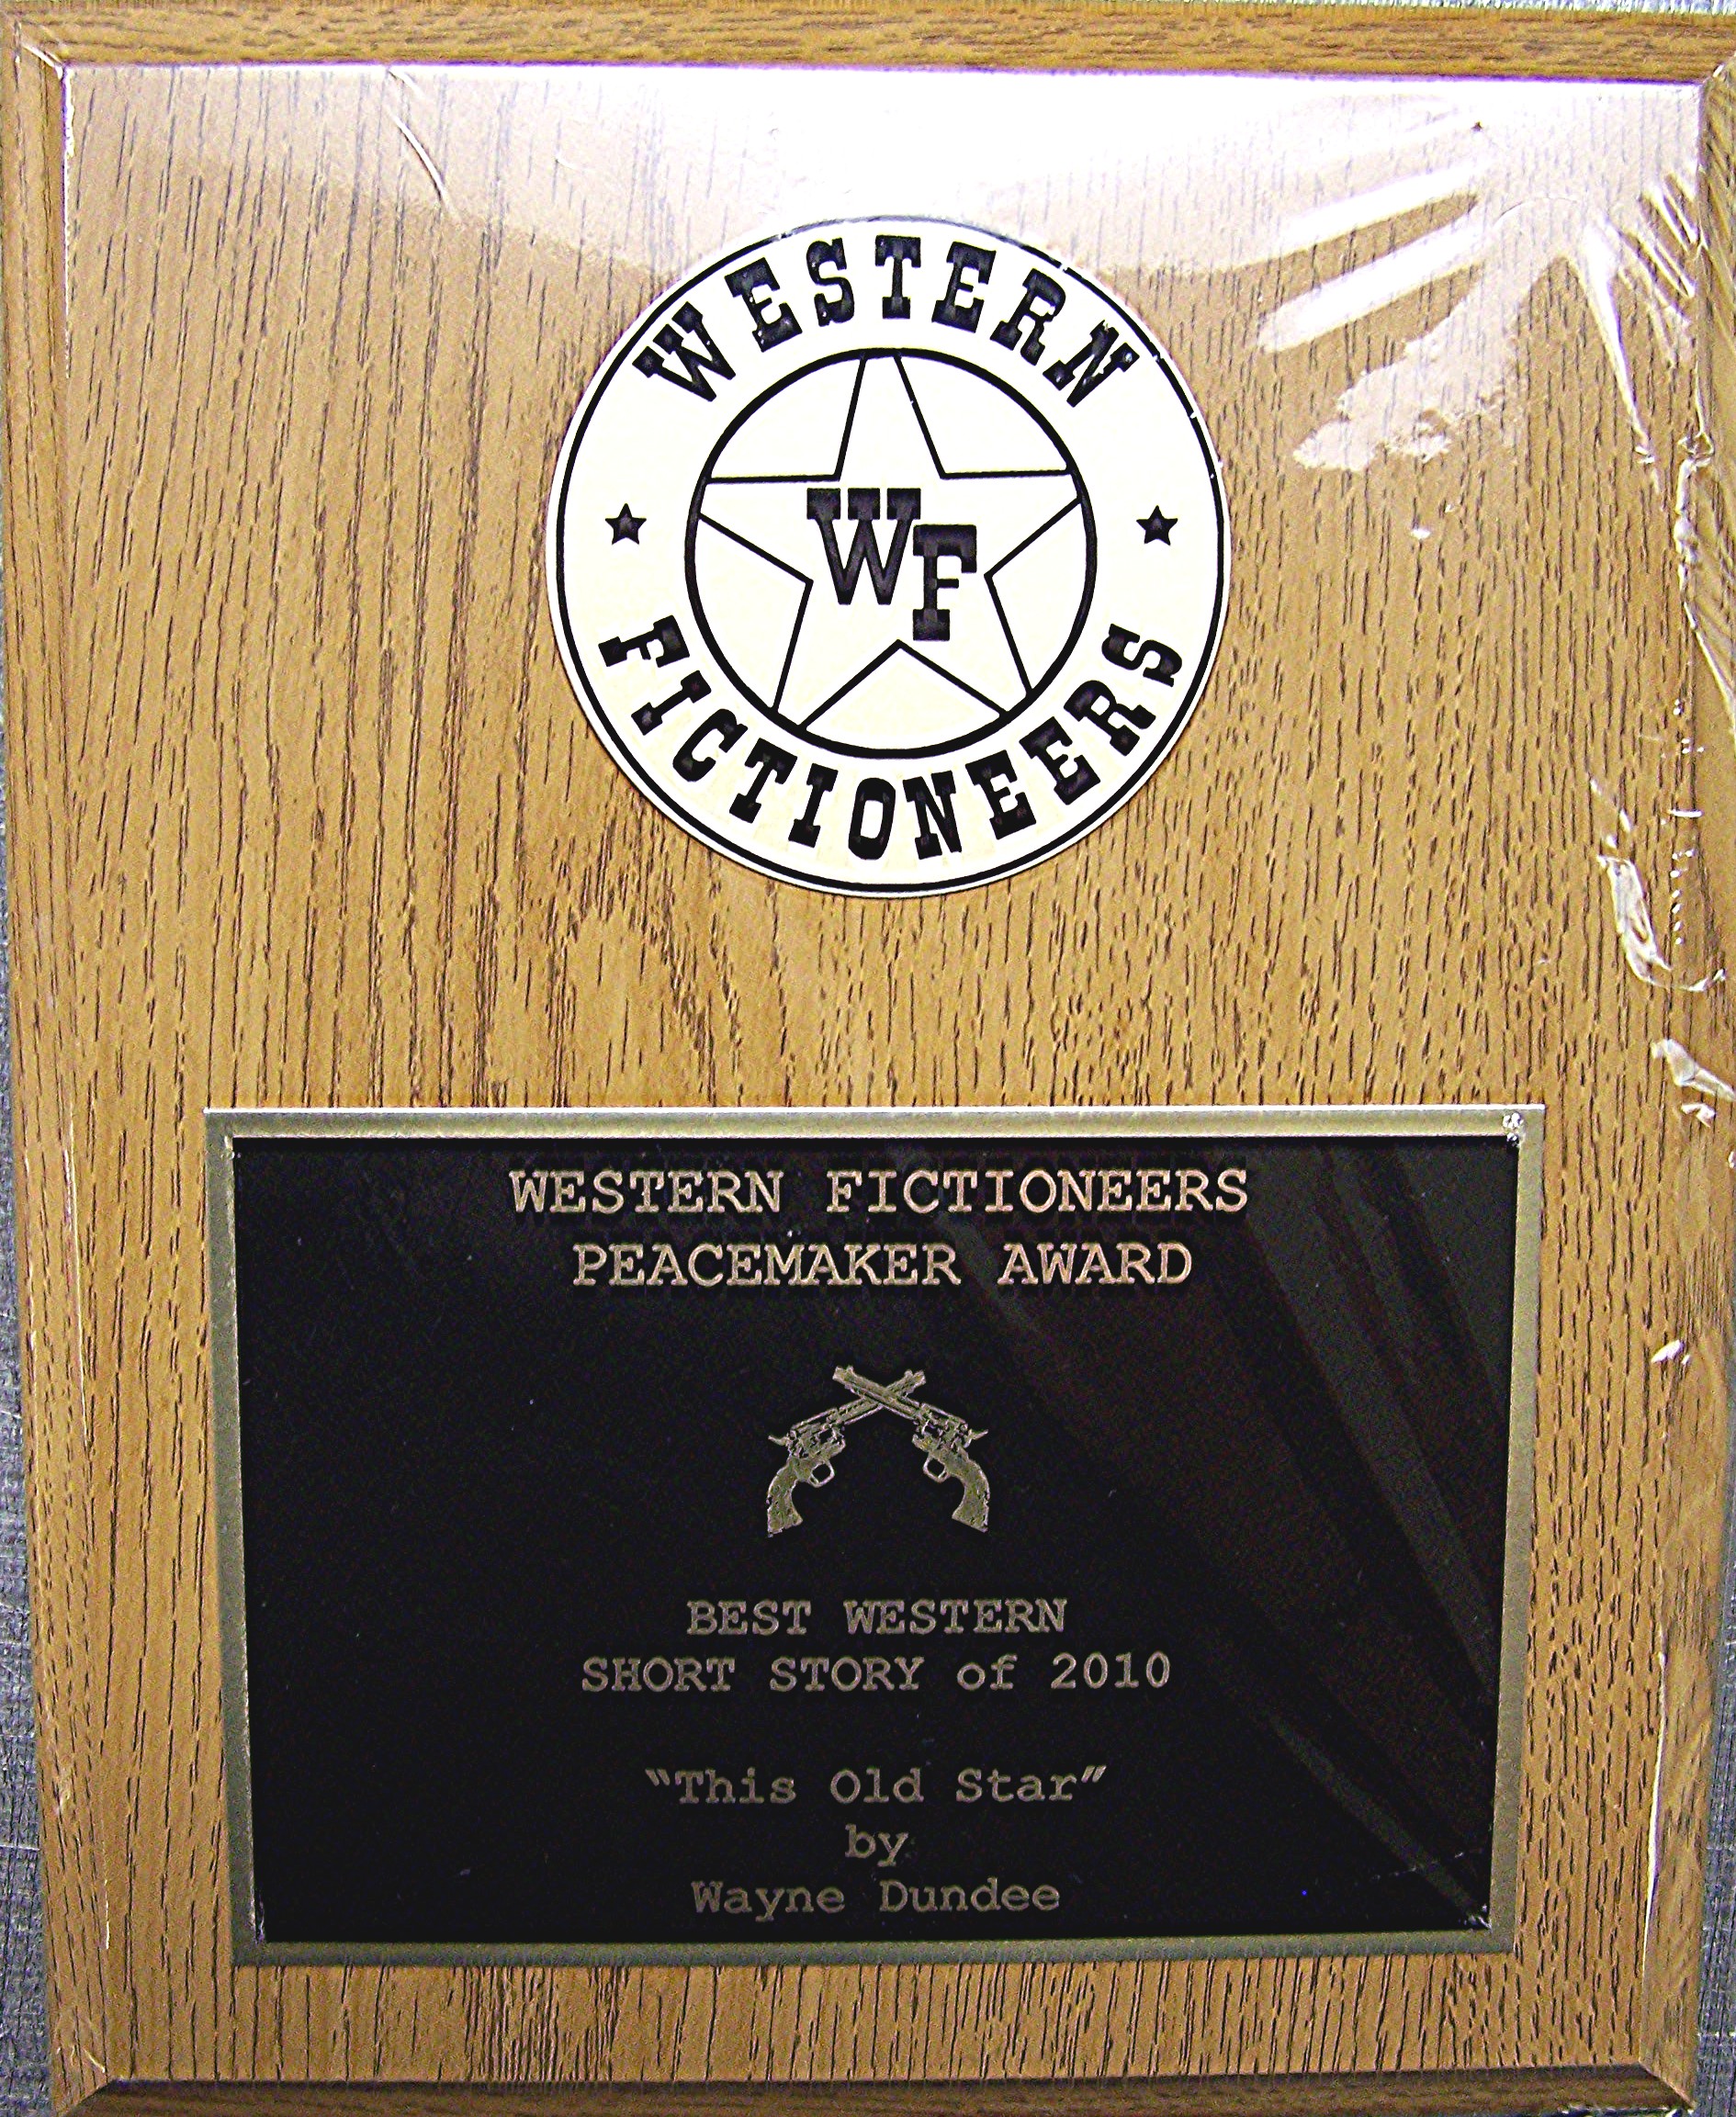 WESTERN
WF
FICTIONEERS
WESTERN FICTIONEERS
PEACEMAKER AWARD
BEST WESTERN
SHORT STORY of 2010
"This Old Star"
by
Wayne Dundee